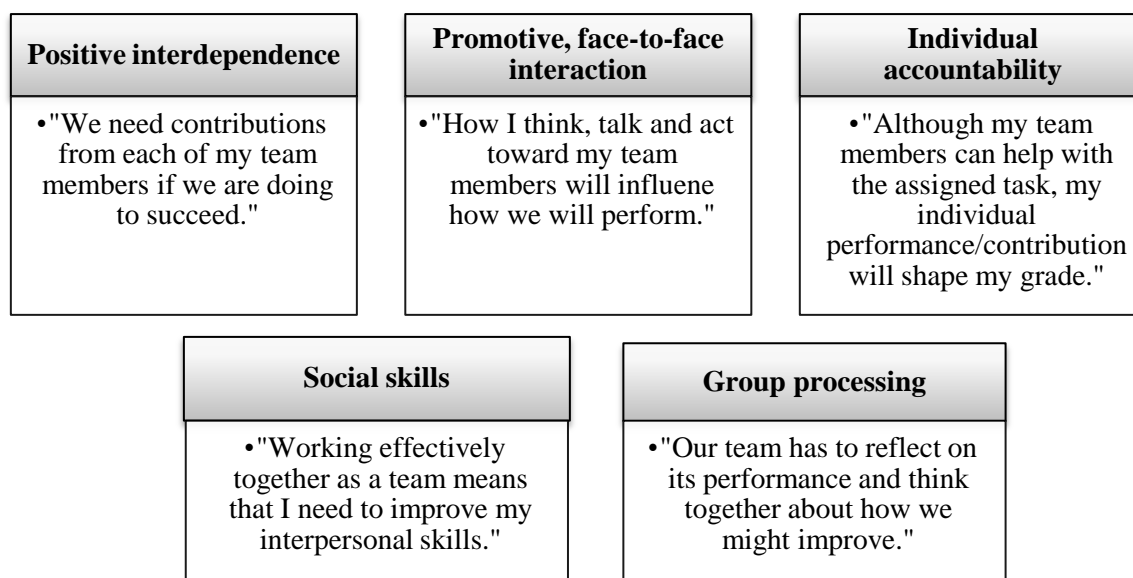 Positive interdependence
•"We need contributions
from each of my team
members if we are doing
to succeed."
Promotive, face-to-face
interaction
•"How I think, talk and act
toward my team
members will influene
how we will perform."
Individual
accountability
•"Although my team
members can help with
the assigned task, my
individual
performance/contribution
will shape my grade."
Social skills
•"Working effectively
together as a team means
that I need to improve my
interpersonal skills."
Group processing
•"Our team has to reflect on
its performance and think
together about how we
might improve."